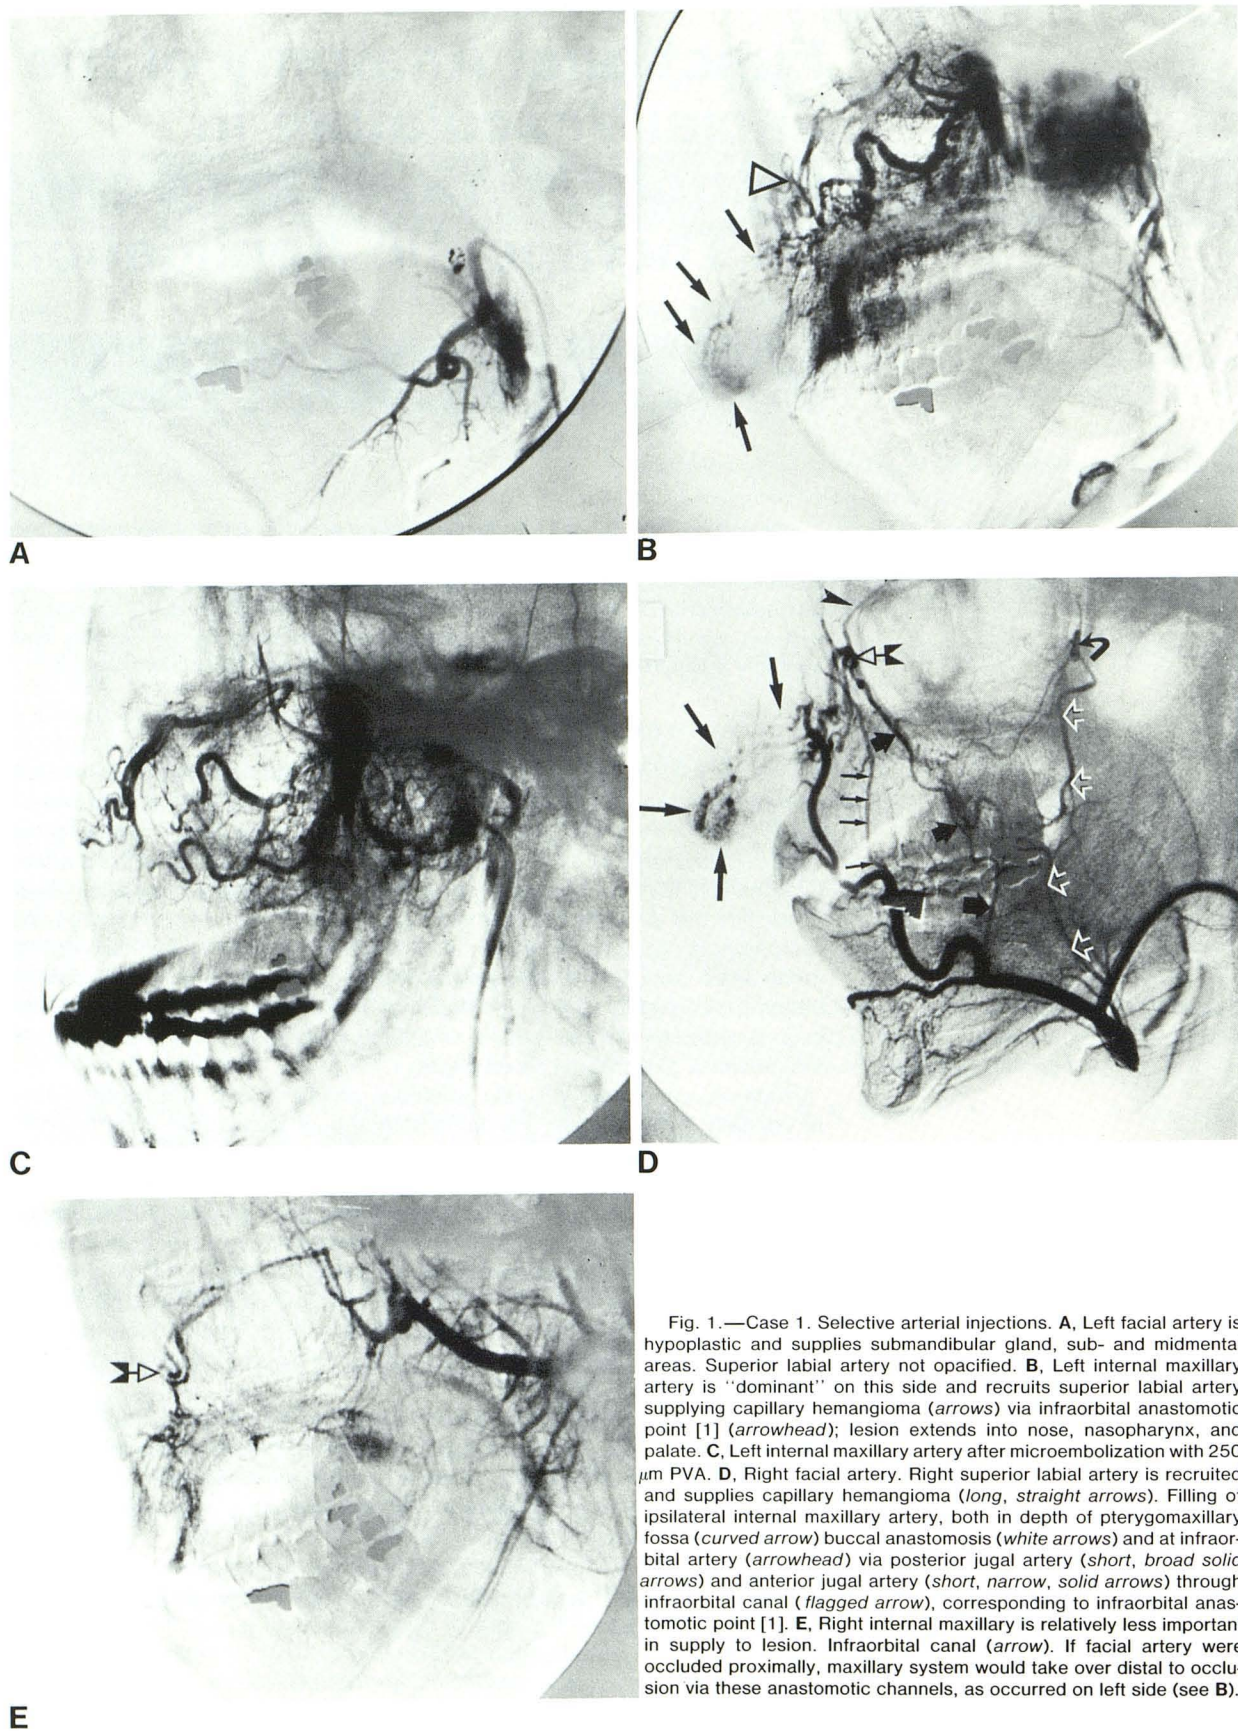 A
B
C
D
E
Fig. 1.—Case 1. Selective arterial injections. A, Left facial artery is
hypoplastic and supplies submandibular gland, sub- and midmenta
areas. Superior labial artery not opacified. B, Left internal maxillary
artery is "dominant" on this side and recruits superior labial artery
supplying capillary hemangioma (arrows) via infraorbital anastomotic
point [1] (arrowhead); lesion extends into nose, nasopharynx, and
palate. C, Left internal maxillary artery after microembolization with 250
μm PVA. D, Right facial artery. Right superior labial artery is recruited
and supplies capillary hemangioma (long, straight arrows). Filling of
ipsilateral internal maxillary artery, both in depth of pterygomaxillary
fossa (curved arrow) buccal anastomosis (white arrows) and at infraor-
bital artery (arrowhead) via posterior jugal artery (short, broad solid
arrows) and anterior jugal artery (short, narrow, solid arrows) through
infraorbital canal (flagged arrow), corresponding to infraorbital anas-
tomotic point [1]. E, Right internal maxillary is relatively less importan
in supply to lesion. Infraorbital canal (arrow). If facial artery were
occluded proximally, maxillary system would take over distal to occlu-
sion via these anastomotic channels, as occurred on left side (see B).